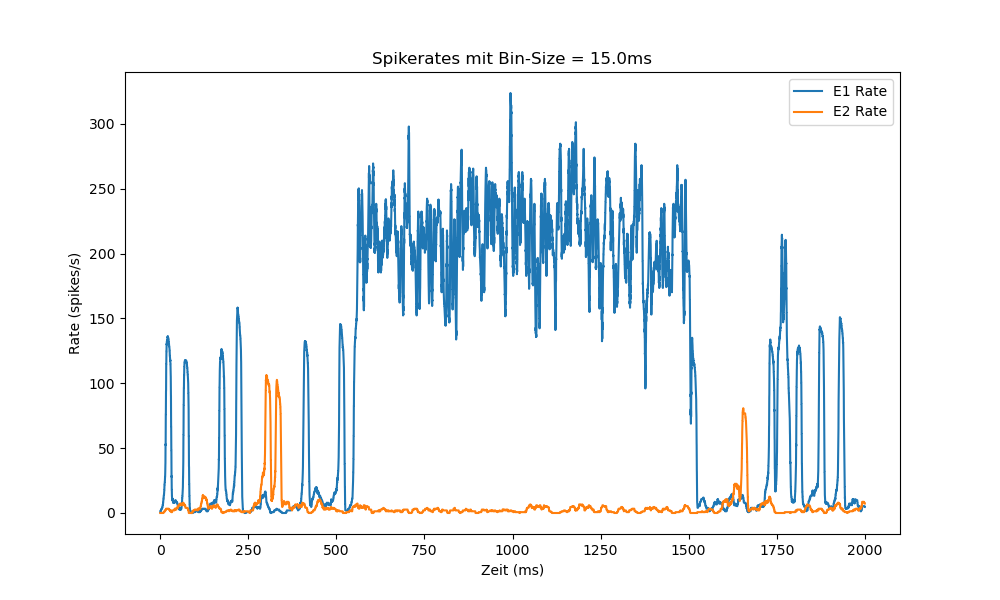 Spikerates mit Bin-Size = 15.0ms
E1 Rate
E2 Rate
Rate (spikes/s)
300
250
200
150
100
50
0
0 250 500 750 1000 1250 1500 1750 2000
Zeit (ms)